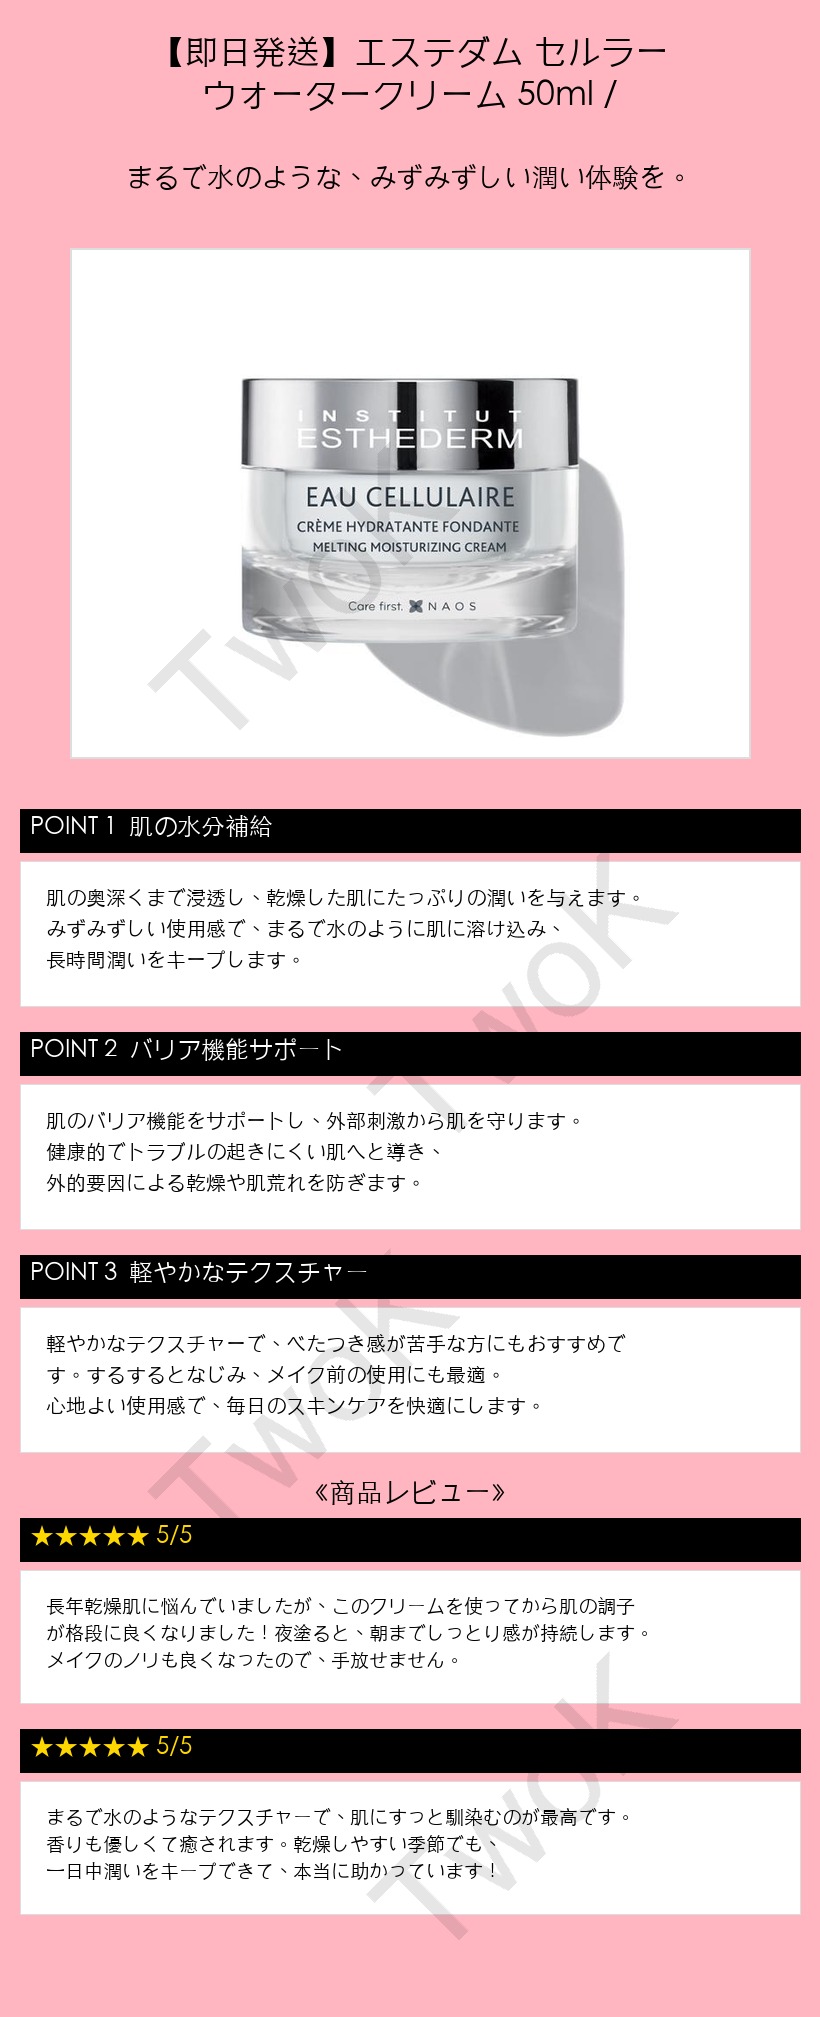 【即日発送】エステダム セルラー
ウォータークリーム 50ml /
まるで水のような、みずみずしい潤い体験を。
INSTITUT
ESTHEDERM
EAU CELLULAIRE
CRÈME HYDRATANTE FONDANTE
MELTING MOISTURIZING CREAM
Care first. NAOS
TwoK
POINT 1 肌の水分補給
肌の奥深くまで浸透し、乾燥した肌にたっぷりの潤いを与えます。
みずみずしい使用感で、まるで水のように肌に溶け込み、
長時間潤いをキープします。
TwoK
POINT 2 バリア機能サポート
肌のバリア機能をサポートし、外部刺激から肌を守ります。
健康的でトラブルの起きにくい肌へと導き、
外的要因による乾燥や肌荒れを防ぎます。
POINT 3 軽やかなテクスチャー
軽やかなテクスチャーで、べたつき感が苦手な方にもおすすめで
す。するするとなじみ、メイク前の使用にも最適。
心地よい使用感で、毎日のスキンケアを快適にします。
TwoK
《商品レビュー》
★★★★★ 5/5
長年乾燥肌に悩んでいましたが、このクリームを使ってから肌の調子
が格段に良くなりました！夜塗ると、朝までしっとり感が持続します。
メイクのノリも良くなったので、手放せません。
★★★★★ 5/5
まるで水のようなテクスチャーで、肌にすっと馴染むのが最高です。
香りも優しくて癒されます。乾燥しやすい季節でも、
一日中潤いをキープできて、本当に助かっています！
TwoK